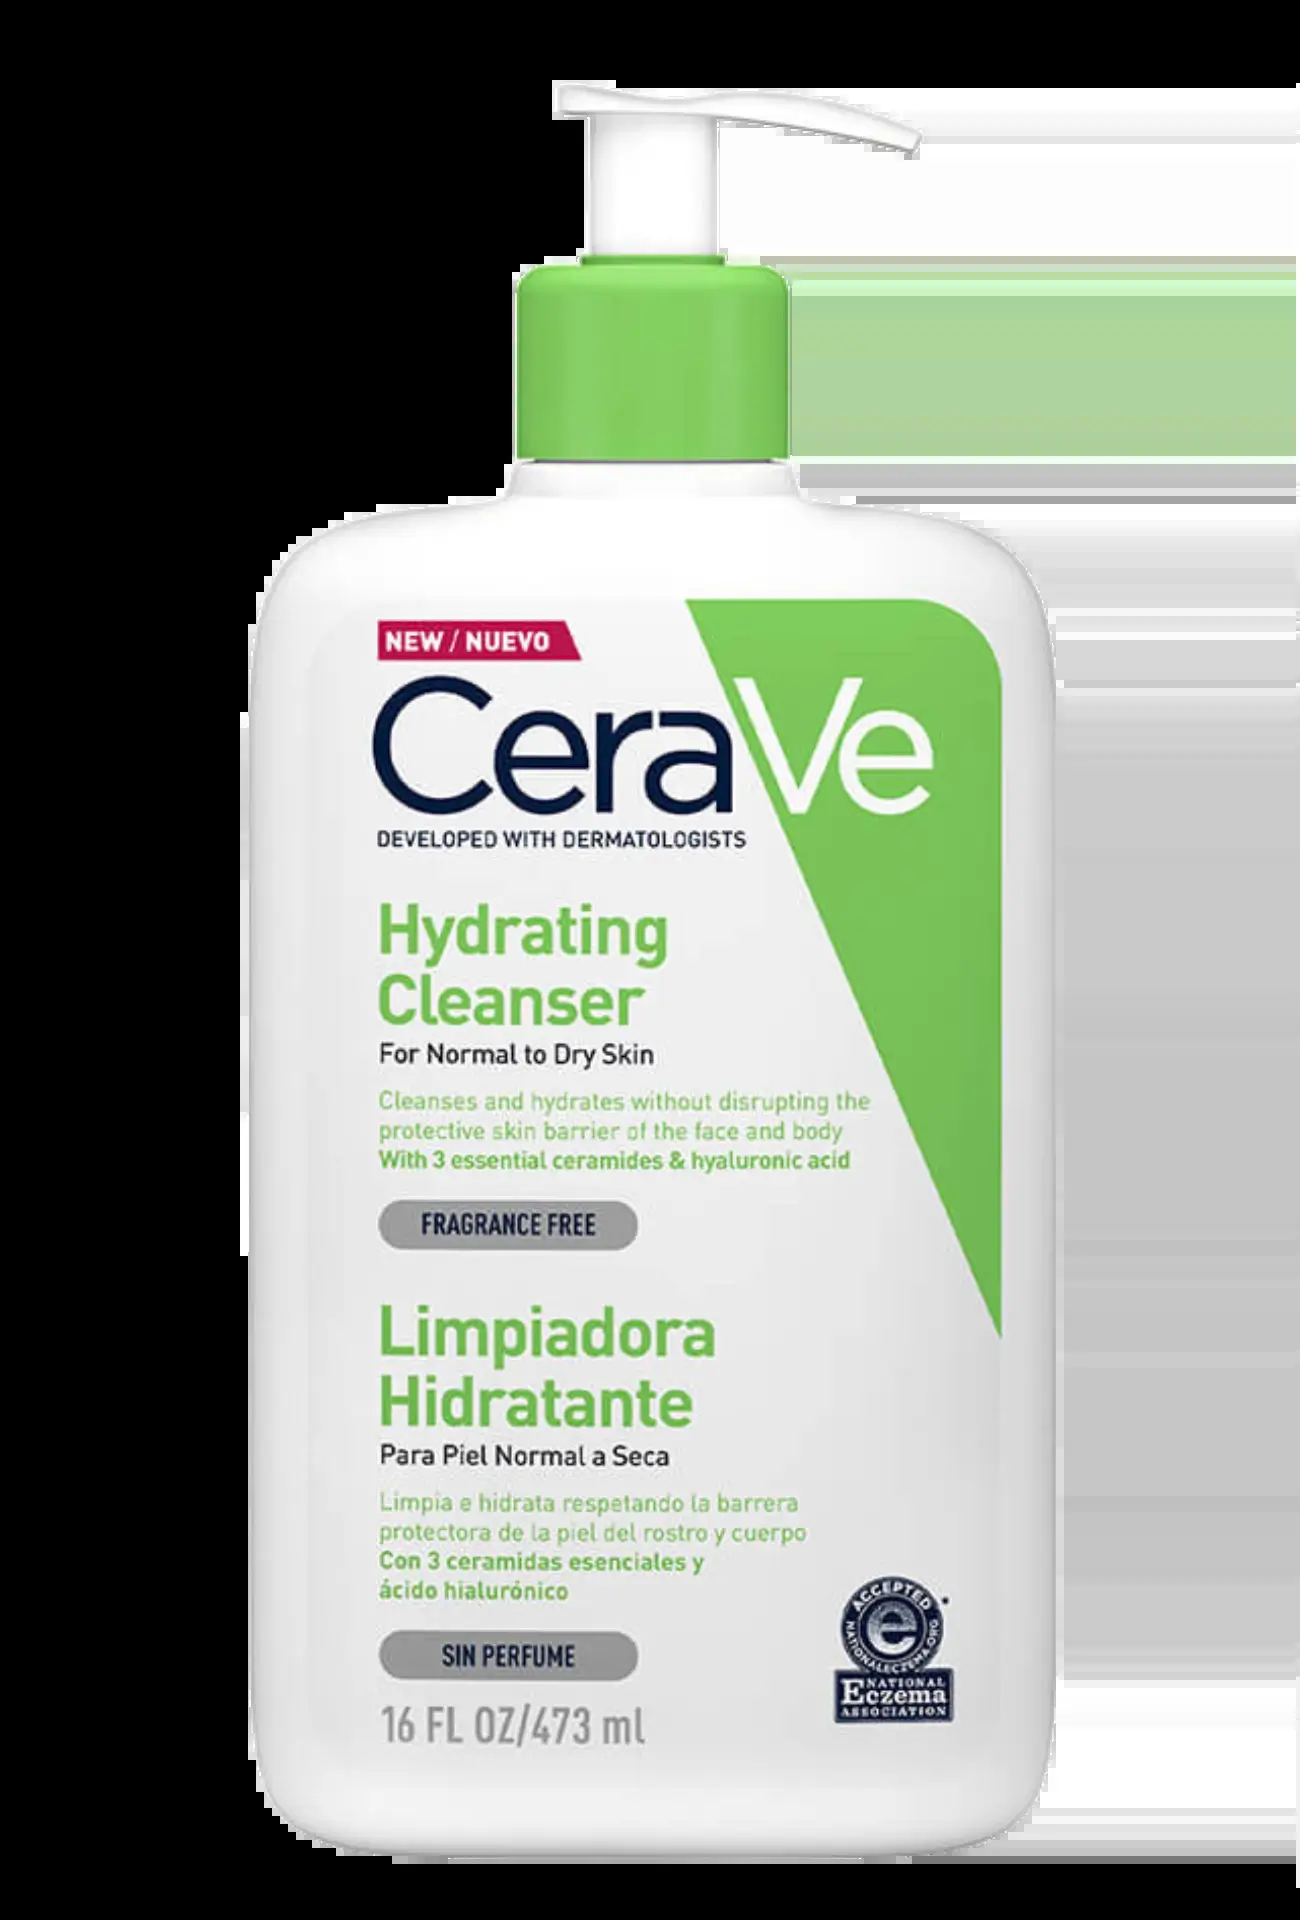 NEW / NUEVO
CeraVe
DEVELOPED WITH DERMATOLOGISTS
Hydrating
Cleanser
For Normal to Dry Skin
Cleanses and hydrates without disrupting the
protective skin barrier of the face and body
With 3 essential ceramides & hyaluronic acid
FRAGRANCE FREE
Limpiadora
Hidratante
Para Piel Normal a Seca
Limpia e hidrata respetando la barrera
protectora de la piel del rostro y cuerpo
Con 3 ceramidas esenciales y
ácido hialurónico
SIN PERFUME
16 FL OZ/473 ml
ACCEPTED
e
NATIONALECZEMA.ORG
NATIONAL
Eczema
ASSOCIATION